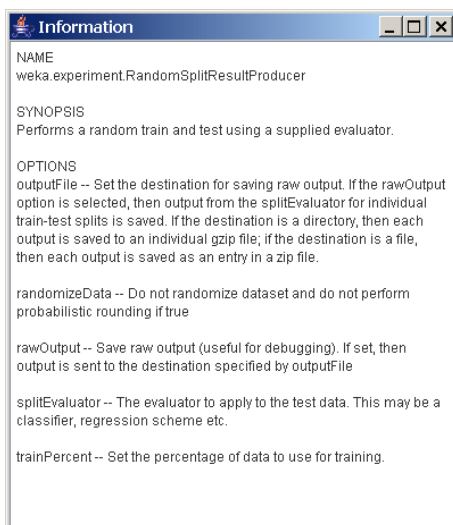 Information
NAME
weka.experiment.RandomSplitResultProducer
SYNOPSIS
Performs a random train and test using a supplied evaluator.
OPTIONS
outputFile -- Set the destination for saving raw output. If the rawOutput
option is selected, then output from the splitEvaluator for individual
train-test splits is saved. If the destination is a directory, then each
output is saved to an individual gzip file; if the destination is a file,
then each output is saved as an entry in a zip file.
randomizeData -- Do not randomize dataset and do not perform
probabilistic rounding if true
rawOutput -- Save raw output (useful for debugging). If set, then
output is sent to the destination specified by outputFile
splitEvaluator -- The evaluator to apply to the test data. This may be a
classifier, regression scheme etc.
trainPercent -- Set the percentage of data to use for training.